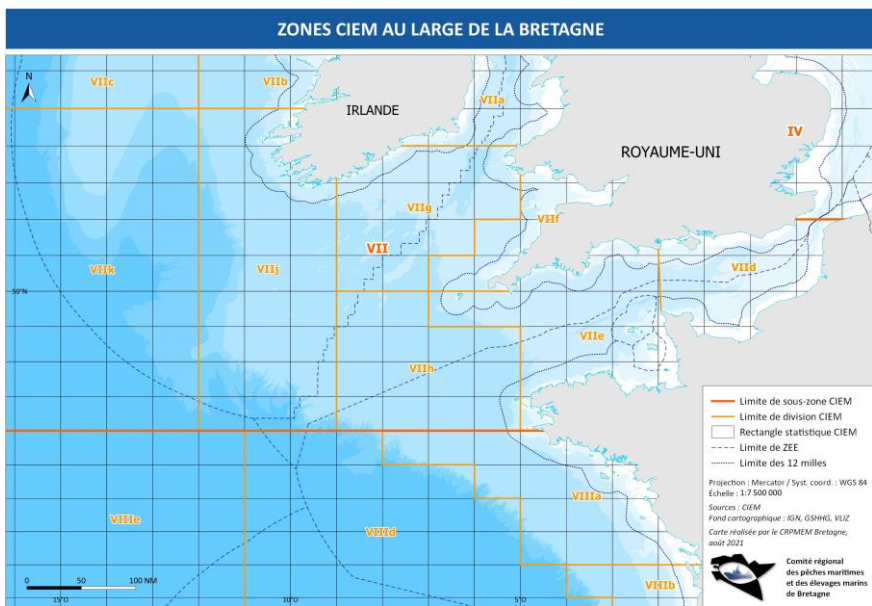 ZONES CIEM AU LARGE DE LA BRETAGNE
N
VIIc
VIIb
VIIa
IRLANDE
IV
ROYAUME-UNI
VIIg
VIIf
VII
VIIk
VIIj
VIId
50°N
VIIe
VIIh
VIIIa
VIIIe
VIIId
VIIIb
0 50 100 NM
15°O
10°O
5°O
Limite de sous-zone CIEM
Limite de division CIEM
Rectangle statistique CIEM
Limite de ZEE
Limite des 12 milles
Projection : Mercator / Syst. coord. : WGS 84
Echelle : 1:7 500 000
Sources : CIEM
Fond cartographique : IGN, GSHHG, VLIZ
Carte réalisée par le CRPMEM Bretagne,
août 2021
Comité régional
des pêches maritimes
et des élevages marins
de Bretagne